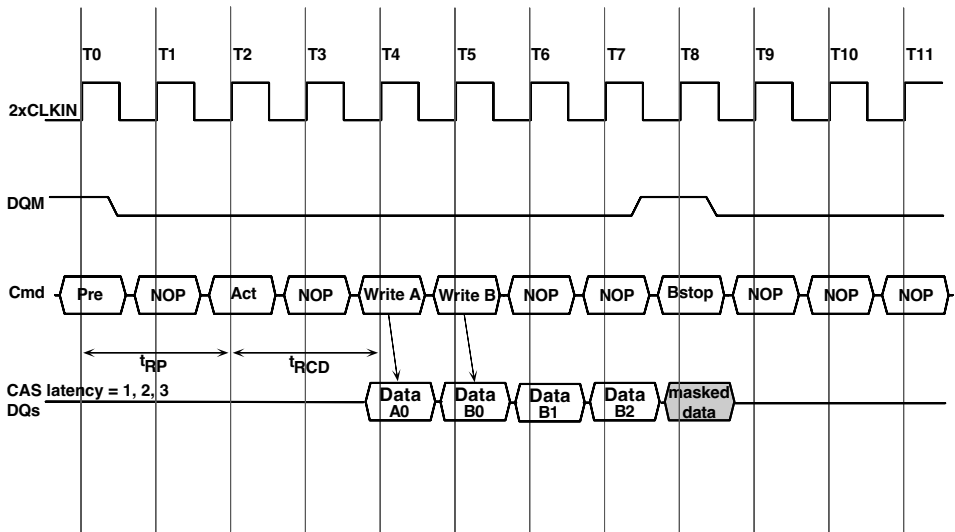 T0 T1 T2 T3 T4 T5 T6 T7 T8 T9 T10 T11
2xCLKIN
DQM
Cmd Pre NOP Act NOP Write A Write B NOP NOP Bstop NOP NOP NOP
tRP tRCD
CAS latency = 1, 2, 3
DQs
Data A0
Data B0
Data B1
Data B2
masked data